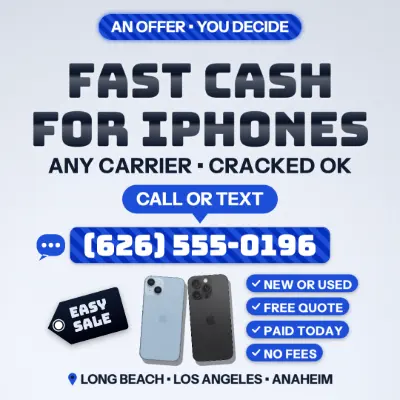 AN OFFER • YOU DECIDE
FAST CASH
FOR IPHONES
ANY CARRIER • CRACKED OK
CALL OR TEXT
(626) 555-0196
EASY
SALE
NEW OR USED
FREE QUOTE
PAID TODAY
NO FEES
LONG BEACH • LOS ANGELES • ANAHEIM